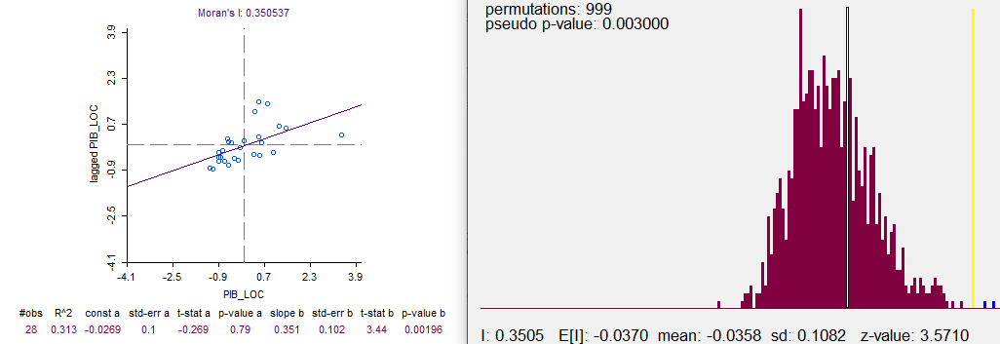 Moran's I: 0.350537
3.9
2.3
0.7
-0.9
-2.5
-4.1
lagged PIB_LOC
-4.1 -2.5 -0.9 0.7 2.3 3.9
PIB_LOC
#obs R^2 const a std-err a t-stat a p-value a slope b std-err b t-stat b p-value b
28 0.313 -0.0269 0.1 -0.269 0.79 0.351 0.102 3.44 0.00196
permutations: 999
pseudo p-value: 0.003000
I: 0.3505 E[I]: -0.0370 mean: -0.0358 sd: 0.1082 z-value: 3.5710